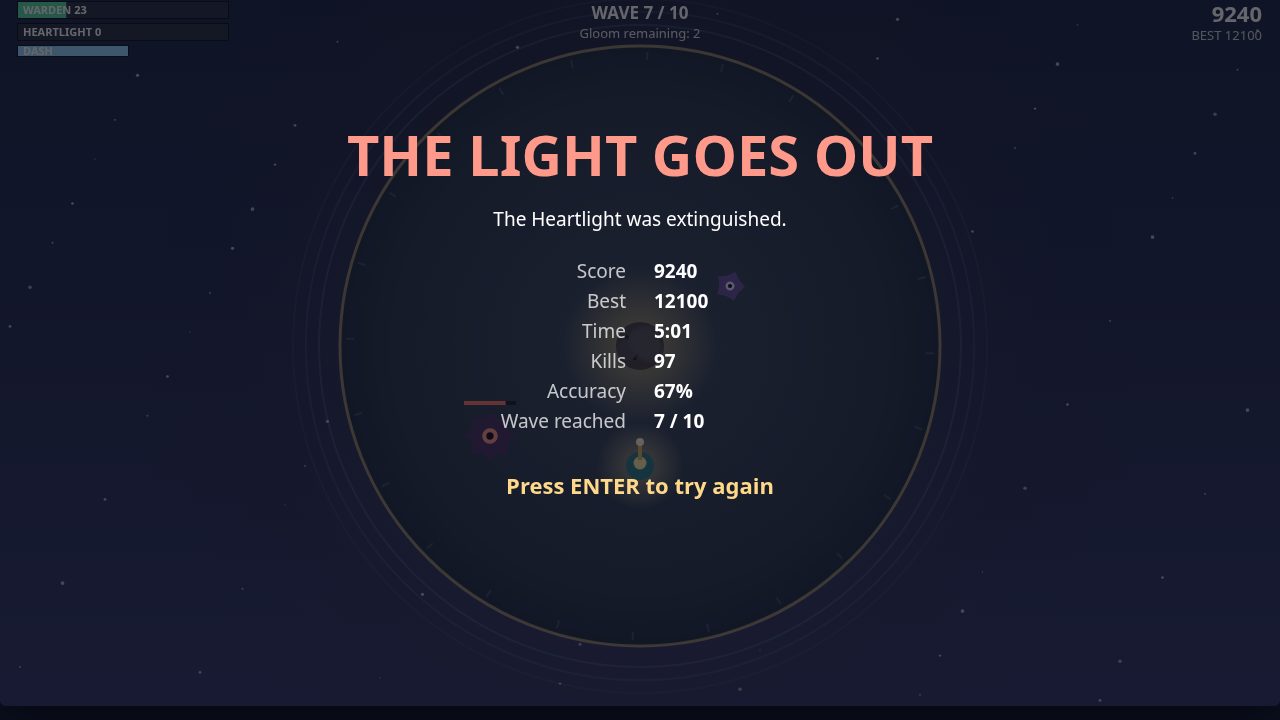 WARDEN 23
HEARTLIGHT 0
DASH
WAVE 7 / 10
Gloom remaining: 2
9240
BEST 12100
THE LIGHT GOES OUT
The Heartlight was extinguished.
Score 9240
Best 12100
Time 5:01
Kills 97
Accuracy 67%
Wave reached 7 / 10
Press ENTER to try again